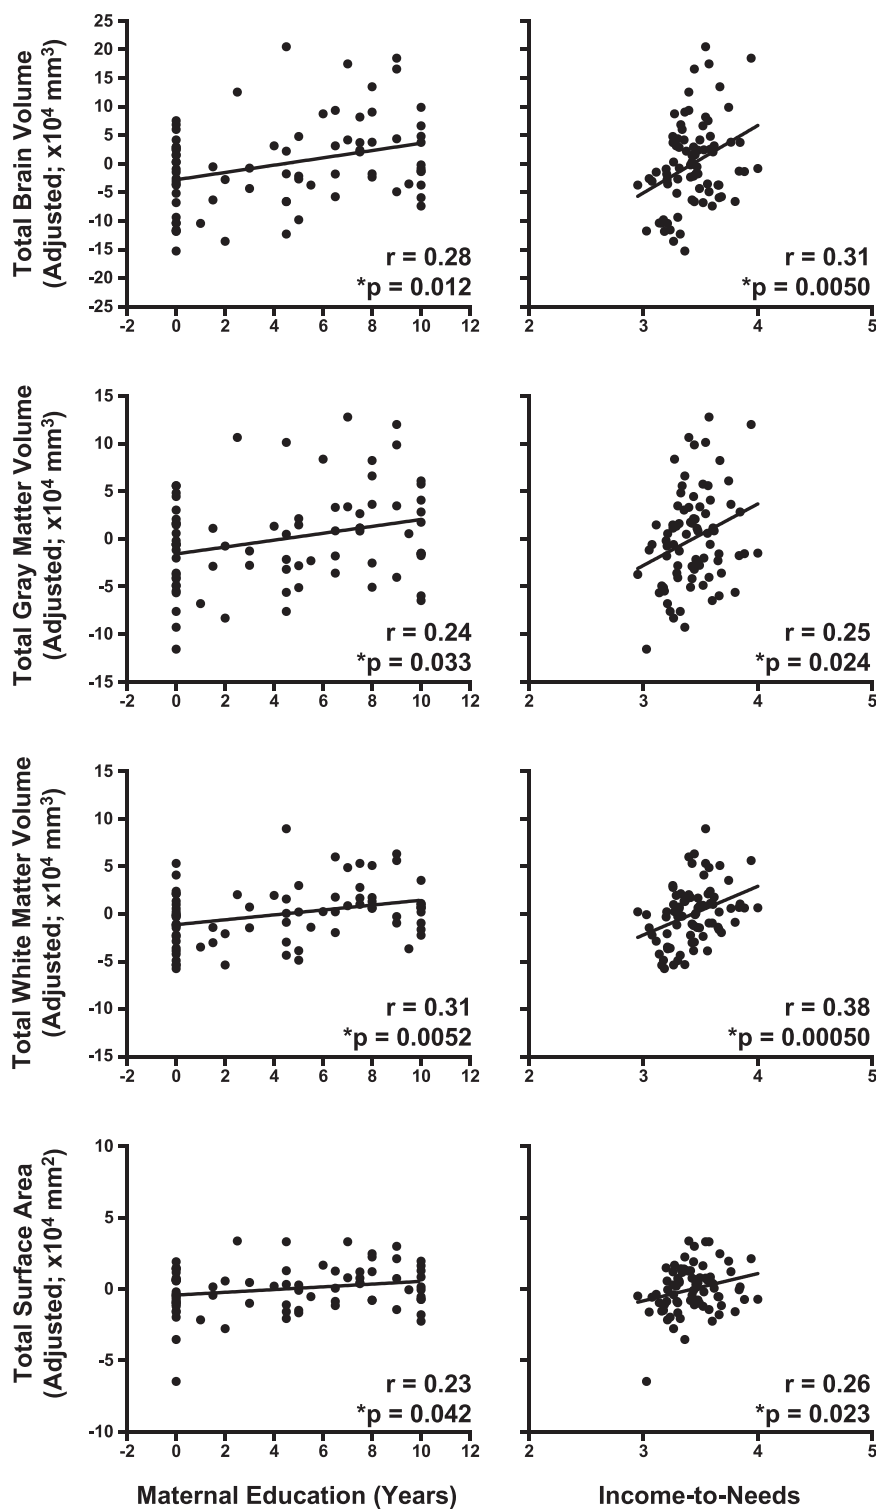 Total Brain Volume
(Adjusted; x10⁴ mm³)
25
20
15
10
5
0
-5
-10
-15
-20
-25
r = 0.28
*p = 0.012
-2 0 2 4 6 8 10 12
r = 0.31
*p = 0.0050
2 3 4 5
Total Gray Matter Volume
(Adjusted; x10⁴ mm³)
15
10
5
0
-5
-10
-15
r = 0.24
*p = 0.033
-2 0 2 4 6 8 10 12
r = 0.25
*p = 0.024
2 3 4 5
Total White Matter Volume
(Adjusted; x10⁴ mm³)
15
10
5
0
-5
-10
-15
r = 0.31
*p = 0.0052
-2 0 2 4 6 8 10 12
r = 0.38
*p = 0.00050
2 3 4 5
Total Surface Area
(Adjusted; x10⁴ mm²)
10
5
0
-5
-10
r = 0.23
*p = 0.042
-2 0 2 4 6 8 10 12
r = 0.26
*p = 0.023
2 3 4 5
Maternal Education (Years)
Income-to-Needs